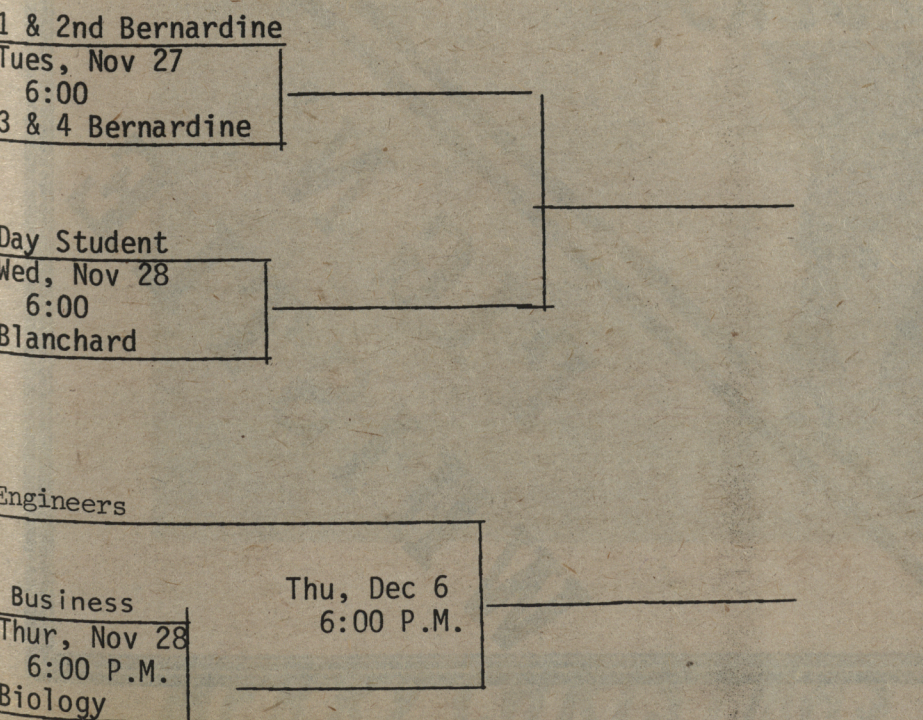 1 & 2nd Bernardine
Tues, Nov 27
6:00
3 & 4 Bernardine
Day Student
Wed, Nov 28
6:00
Blanchard
Engineers
Business
Thur, Nov 28
6:00 P.M.
Biology
Thu, Dec 6
6:00 P.M.